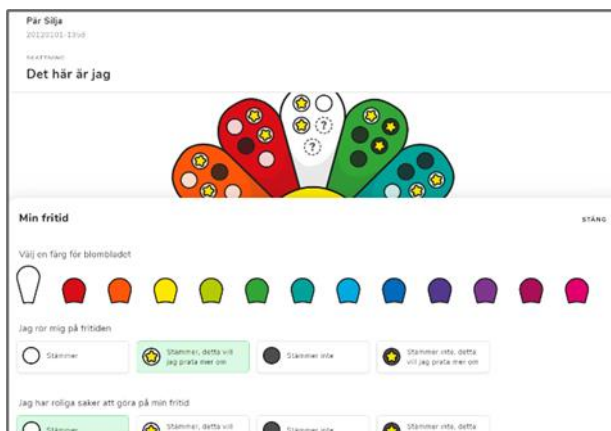 Pär Silja
SKATTNING
Det här är jag
?
?
Min fritid
STÄNG
Välj en färg för blombladet
Jag rör mig på fritiden
Stämmer
Stämmer, detta vill
jag prata mer om
Stämmer inte
Stämmer inte, detta
vill jag prata mer om
Jag har roliga saker att göra på min fritid
Stämmer
Stämmer, detta vill
Stämmer inte
Stämmer inte, detta